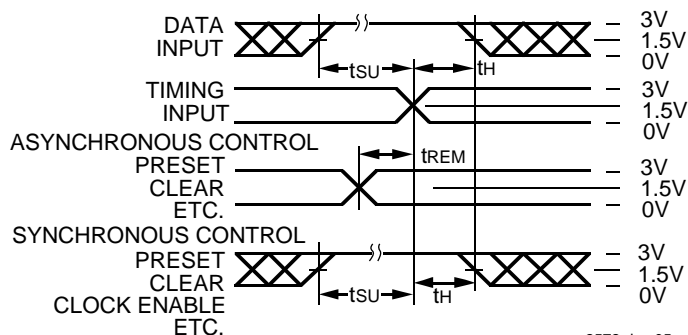 DATA INPUT
3V
1.5V
0V
tSU
tH
TIMING INPUT
3V
1.5V
0V
ASYNCHRONOUS CONTROL
tREM
PRESET
CLEAR
ETC.
3V
1.5V
0V
SYNCHRONOUS CONTROL
PRESET
CLEAR
CLOCK ENABLE
ETC.
3V
1.5V
0V
tSU
tH